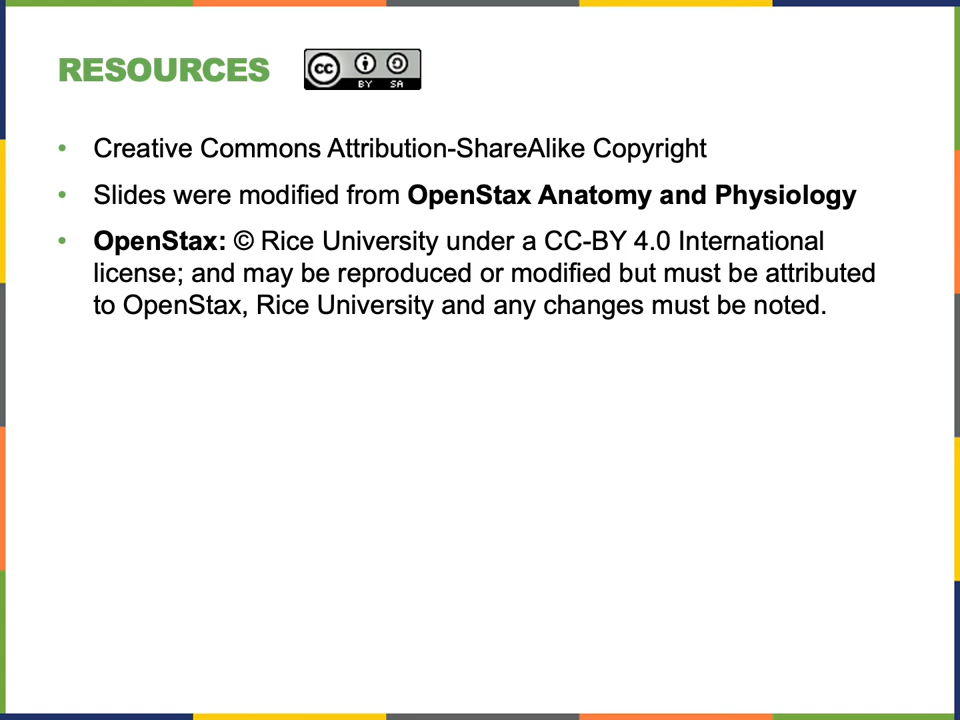 RESOURCES
cc BY SA
Creative Commons Attribution-ShareAlike Copyright
Slides were modified from OpenStax Anatomy and Physiology
OpenStax: © Rice University under a CC-BY 4.0 International
license; and may be reproduced or modified but must be attributed
to OpenStax, Rice University and any changes must be noted.